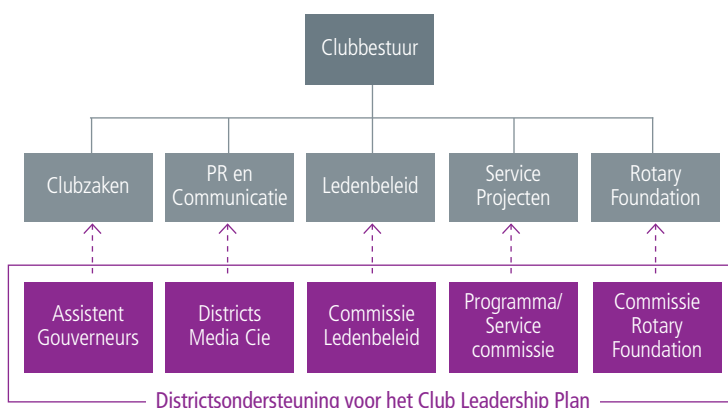 Clubbestuur
Clubzaken
PR en
Communicatie
Ledenbeleid
Service
Projecten
Rotary
Foundation
Assistent
Gouverneurs
Districts
Media Cie
Commissie
Ledenbeleid
Programma/
Service
commissie
Commissie
Rotary
Foundation
Districtsondersteuning voor het Club Leadership Plan